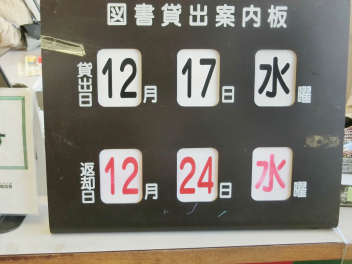 図書貸出案内板
貸出日 12月 17日 水曜
返却日 12月 24日 水曜